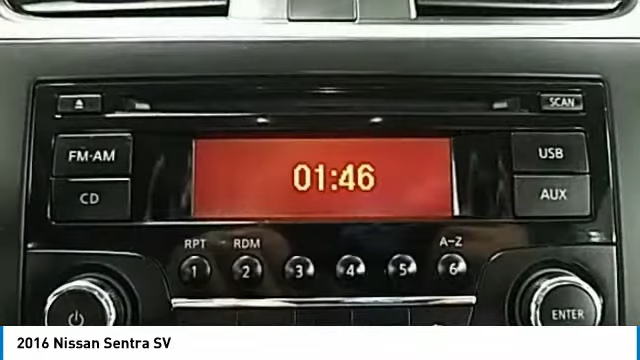 SCAN
FM·AM
01:46
USB
CD
AUX
RPT
RDM
A-Z
1
2
3
4
5
6
ENTER
2016 Nissan Sentra SV